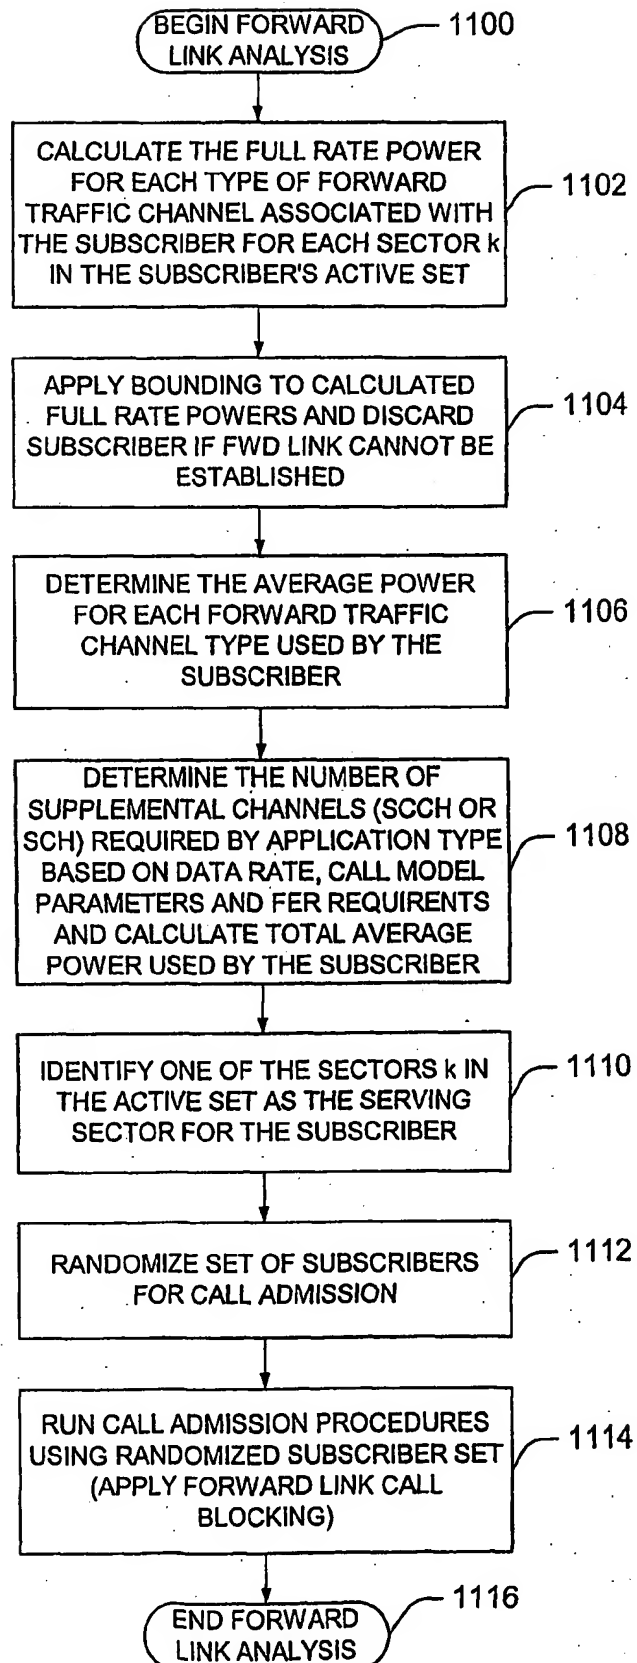 BEGIN FORWARD
LINK ANALYSIS
1100
CALCULATE THE FULL RATE POWER
FOR EACH TYPE OF FORWARD
TRAFFIC CHANNEL ASSOCIATED WITH
THE SUBSCRIBER FOR EACH SECTOR k
IN THE SUBSCRIBER'S ACTIVE SET
1102
APPLY BOUNDING TO CALCULATED
FULL RATE POWERS AND DISCARD
SUBSCRIBER IF FWD LINK CANNOT BE
ESTABLISHED
1104
DETERMINE THE AVERAGE POWER
FOR EACH FORWARD TRAFFIC
CHANNEL TYPE USED BY THE
SUBSCRIBER
1106
DETERMINE THE NUMBER OF
SUPPLEMENTAL CHANNELS (SCCH OR
SCH) REQUIRED BY APPLICATION TYPE
BASED ON DATA RATE, CALL MODEL
PARAMETERS AND FER REQUIRENTS
AND CALCULATE TOTAL AVERAGE
POWER USED BY THE SUBSCRIBER
1108
IDENTIFY ONE OF THE SECTORS k IN
THE ACTIVE SET AS THE SERVING
SECTOR FOR THE SUBSCRIBER
1110
RANDOMIZE SET OF SUBSCRIBERS
FOR CALL ADMISSION
1112
RUN CALL ADMISSION PROCEDURES
USING RANDOMIZED SUBSCRIBER SET
(APPLY FORWARD LINK CALL
BLOCKING)
1114
END FORWARD
LINK ANALYSIS
1116